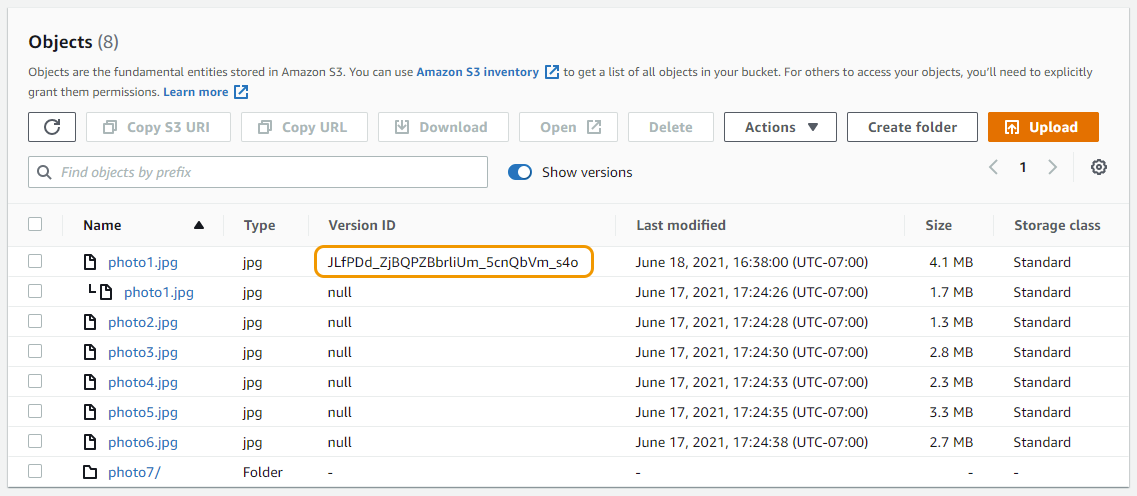 Objects (8)
Objects are the fundamental entities stored in Amazon S3. You can use Amazon S3 inventory to get a list of all objects in your bucket. For others to access your objects, you'll need to explicitly
grant them permissions. Learn more
Copy S3 URI Copy URL Download Open Delete Actions Create folder Upload
Find objects by prefix Show versions 1
Name Type Version ID Last modified Size Storage class
photo1.jpg jpg JLfPDd_ZjBQPZBbrliUm_5cnQbVm_s4o June 18, 2021, 16:38:00 (UTC-07:00) 4.1 MB Standard
photo1.jpg jpg null June 17, 2021, 17:24:26 (UTC-07:00) 1.7 MB Standard
photo2.jpg jpg null June 17, 2021, 17:24:28 (UTC-07:00) 1.3 MB Standard
photo3.jpg jpg null June 17, 2021, 17:24:30 (UTC-07:00) 2.8 MB Standard
photo4.jpg jpg null June 17, 2021, 17:24:33 (UTC-07:00) 2.3 MB Standard
photo5.jpg jpg null June 17, 2021, 17:24:35 (UTC-07:00) 3.3 MB Standard
photo6.jpg jpg null June 17, 2021, 17:24:38 (UTC-07:00) 2.7 MB Standard
photo7/ Folder - - - -